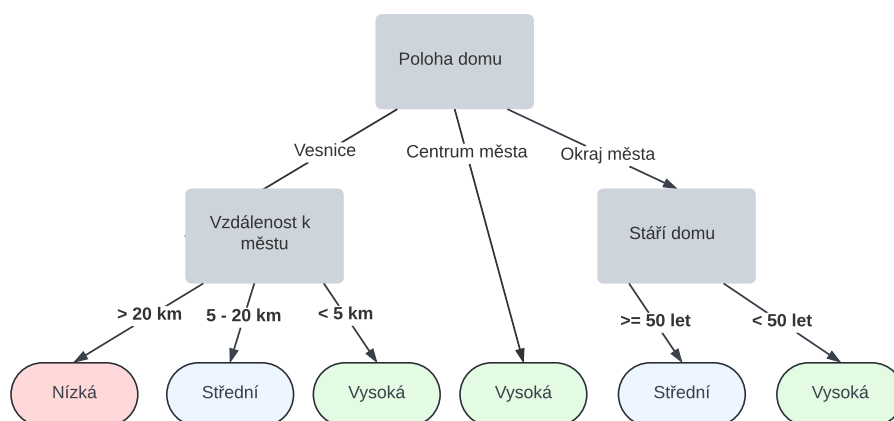 Poloha domu
Vesnice
Centrum města
Okraj města
Vzdálenost k
městu
Stáří domu
> 20 km
5 - 20 km
< 5 km
>= 50 let
< 50 let
Nízká
Střední
Vysoká
Vysoká
Střední
Vysoká